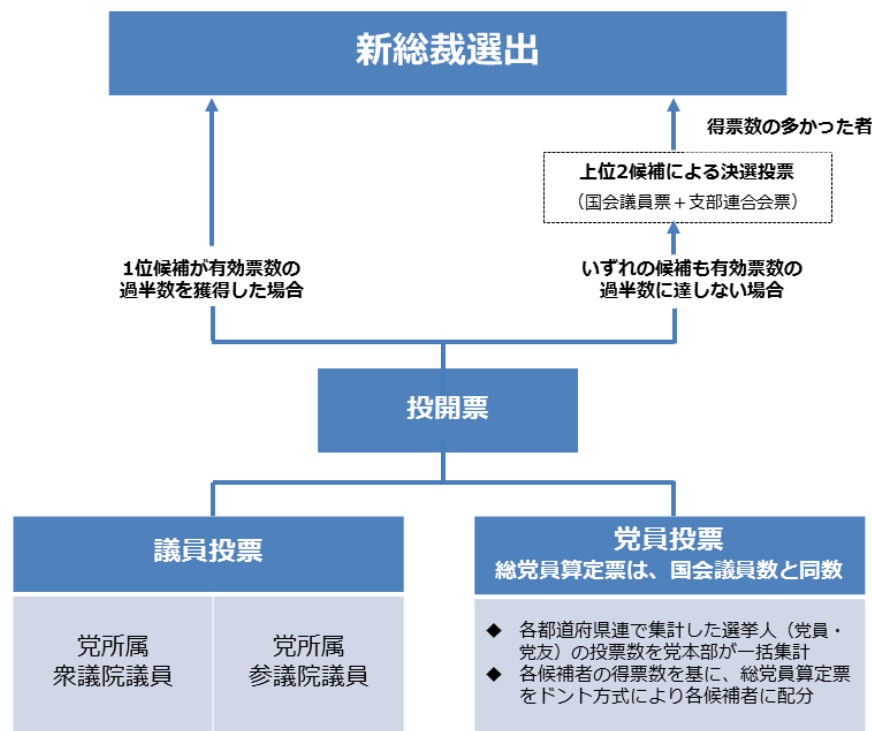 新総裁選出
得票数の多かった者
上位2候補による決選投票
（国会議員票＋支部連合会票）
1位候補が有効票数の
過半数を獲得した場合
いずれの候補も有効票数の
過半数に達しない場合
投開票
議員投票
党所属
衆議院議員
党所属
参議院議員
党員投票
総党員算定票は、国会議員数と同数
◆ 各都道府県連で集計した選挙人（党員・
党友）の投票数を党本部が一括集計
◆ 各候補者の得票数を基に、総党員算定票
をドント方式により各候補者に配分